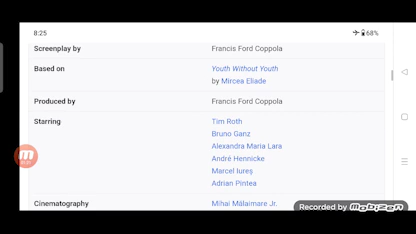 8:25
68%
Screenplay by Francis Ford Coppola
Based on Youth Without Youth
by Mircea Eliade
Produced by Francis Ford Coppola
Starring Tim Roth
Bruno Ganz
Alexandra Maria Lara
André Hennicke
Marcel Iureș
Adrian Pintea
Cinematography Mihai Mălaimare Jr.
Recorded by Mobizen